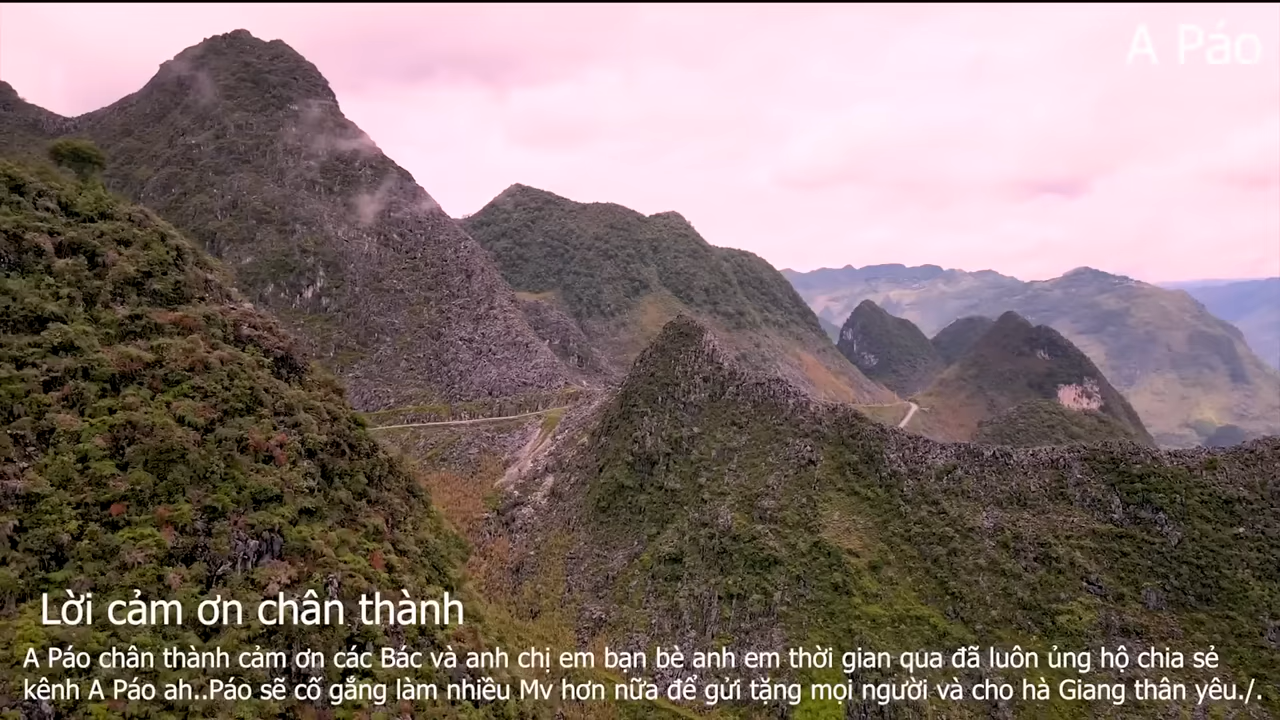 A Páo
Lời cảm ơn chân thành
A Páo chân thành cảm ơn các Bác và anh chị em bạn bè anh em thời gian qua đã luôn ủng hộ chia sẻ
kênh A Páo ah..Páo sẽ cố gắng làm nhiều Mv hơn nữa để gửi tặng mọi người và cho hà Giang thân yêu./.